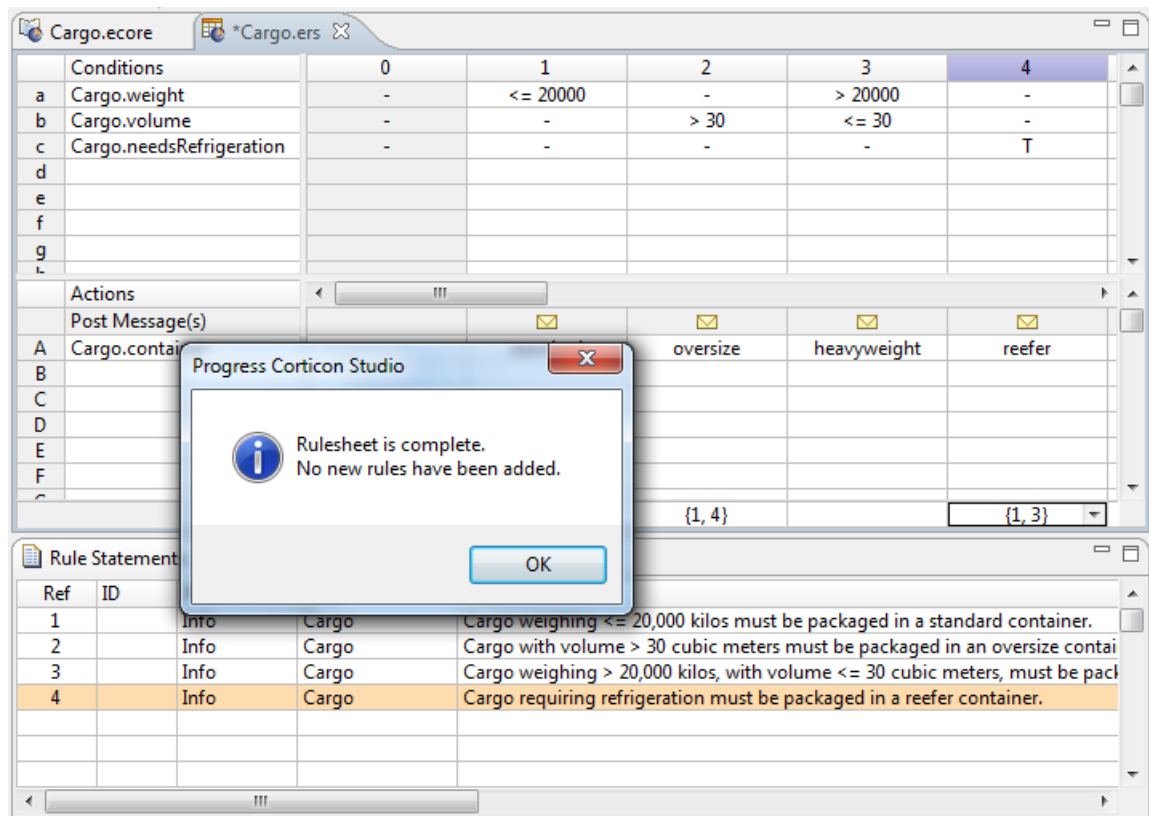 Cargo.ecore *Cargo.ers
Conditions 0 1 2 3 4
a Cargo.weight - <= 20000 - > 20000 -
b Cargo.volume - - > 30 <= 30 -
c Cargo.needsRefrigeration - - - - T
d
e
f
g
Actions
Post Message(s)
A Cargo.contai oversize heavyweight reefer
B
C
D
E
F
{1, 4} {1, 3}
Progress Corticon Studio
Rulesheet is complete.
No new rules have been added.
OK
Rule Statement
Ref ID
1 Info Cargo Cargo weighing <= 20,000 kilos must be packaged in a standard container.
2 Info Cargo Cargo with volume > 30 cubic meters must be packaged in an oversize contai
3 Info Cargo Cargo weighing > 20,000 kilos, with volume <= 30 cubic meters, must be pack
4 Info Cargo Cargo requiring refrigeration must be packaged in a reefer container.